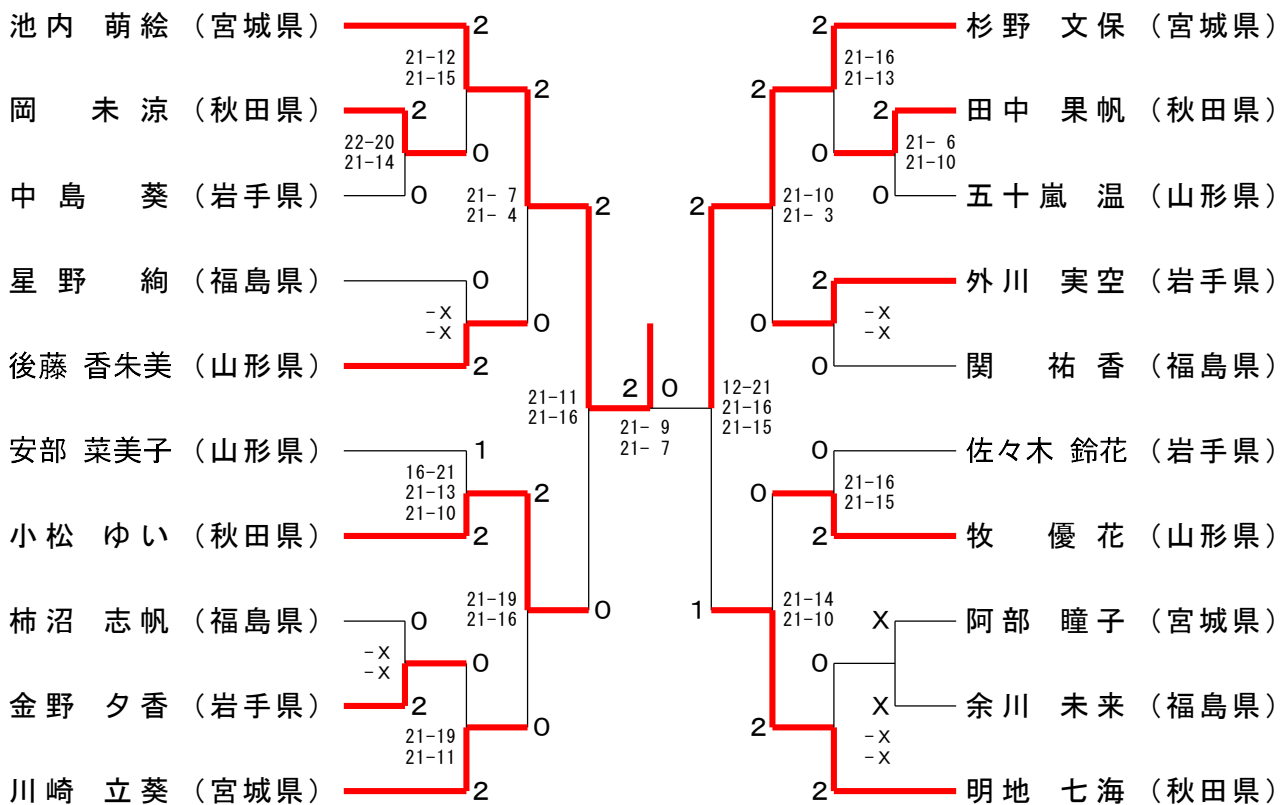 池内 萌絵 (宮城県)
2
21-12
21-15
2
岡 未涼 (秋田県)
2
22-20
21-14
0
中島 葵 (岩手県)
0
21- 7
21- 4
2
星野 絢 (福島県)
0
-X
-X
0
後藤 香朱美 (山形県)
2
21-11
21-16
安部 菜美子 (山形県)
1
16-21
21-13
21-10
2
小松 ゆい (秋田県)
2
21-19
21-16
0
柿沼 志帆 (福島県)
0
-X
-X
0
金野 夕香 (岩手県)
2
21-19
21-11
0
川崎 立葵 (宮城県)
2
2 0
21- 9
21- 7
2
杉野 文保 (宮城県)
21-16
21-13
2
2
田中 果帆 (秋田県)
21- 6
21-10
0
0
五十嵐 温 (山形県)
21-10
21- 3
2
2
外川 実空 (岩手県)
-X
-X
0
0
関 祐香 (福島県)
12-21
21-16
21-15
0
佐々木 鈴花 (岩手県)
21-16
21-15
0
2
牧 優花 (山形県)
21-14
21-10
1
X
阿部 瞳子 (宮城県)
0
X
余川 未来 (福島県)
-X
-X
2
2
明地 七海 (秋田県)